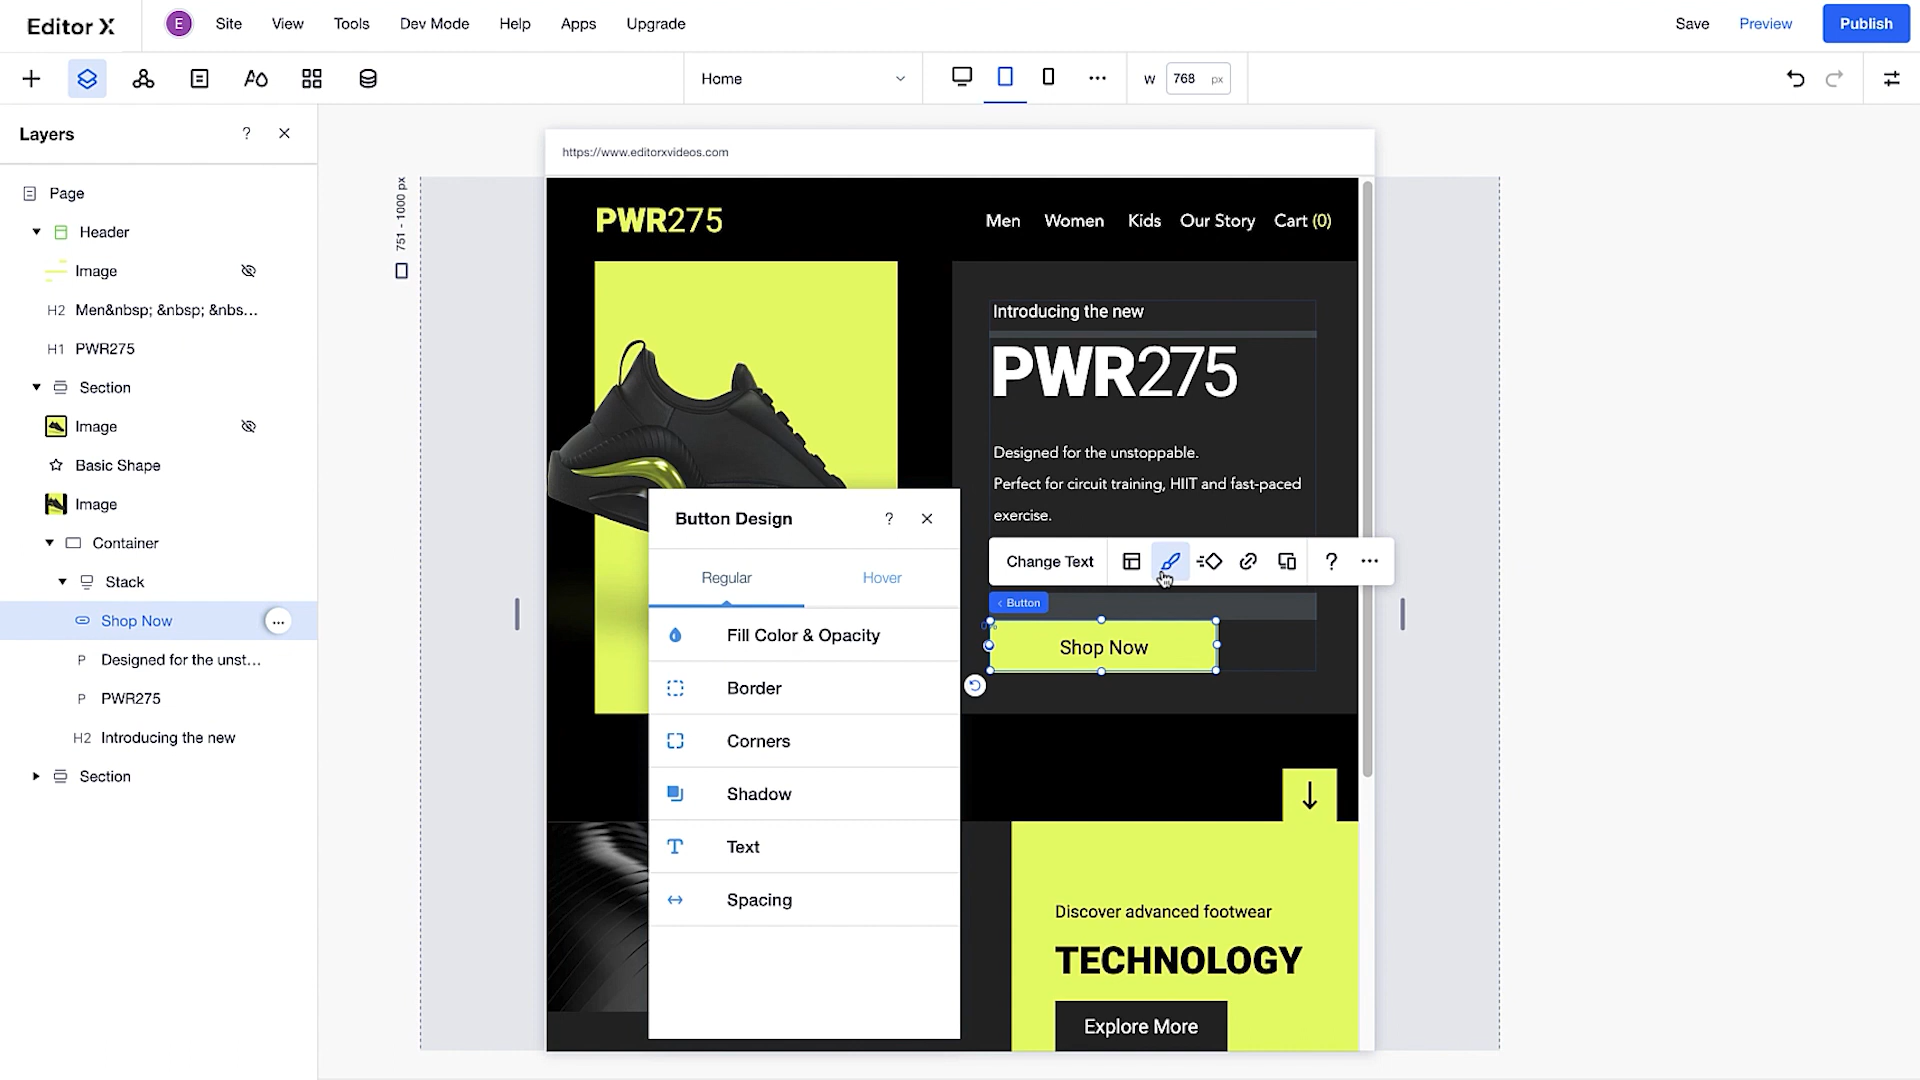 Editor X
E
Site
View
Tools
Dev Mode
Help
Apps
Upgrade
Save
Preview
Publish
Home
W
768
px
Layers
?
Page
Header
Image
H2 Men&nbsp; &nbsp; &nbs...
H1 PWR275
Section
Image
Basic Shape
Image
Container
Stack
Shop Now
P Designed for the unst...
P PWR275
H2 Introducing the new
Section
751 - 1000 px
https://www.editorxvideos.com
PWR275
Men Women Kids Our Story Cart (0)
Introducing the new
PWR275
Designed for the unstoppable.
Perfect for circuit training, HIIT and fast-paced
exercise.
Change Text
?
< Button
Shop Now
Button Design
?
Regular
Hover
Fill Color & Opacity
Border
Corners
Shadow
Text
Spacing
Discover advanced footwear
TECHNOLOGY
Explore More